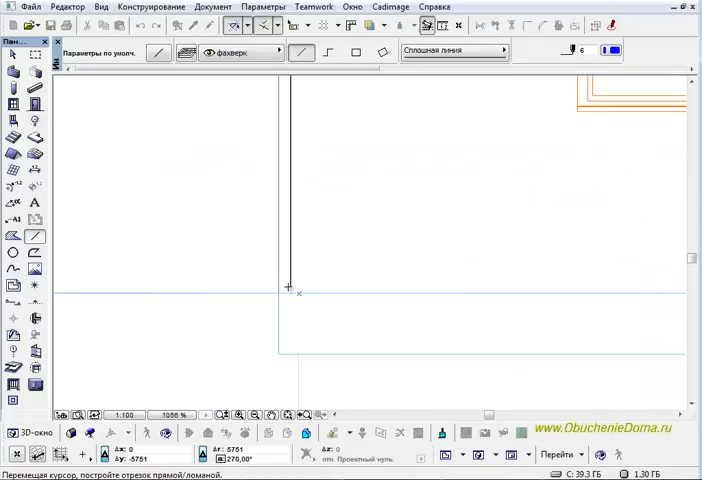 Файл Редактор Вид Конструирование Документ Параметры Teamwork Окно Cadimage Справка
Пан...
Ин
Параметры по умолч.
фахверк
Сплошная линия
6
1:100
1056 %
www.ObuchenieDoma.ru
3D-окно
Перейти
Δx: 0
Δy: -5751
Δr: 5751
270,00°
Δz: 0
отн. Проектный нуль
Перемещая курсор, постройте отрезок прямой/ломаной.
C: 39.3 ГБ
1.30 ГБ